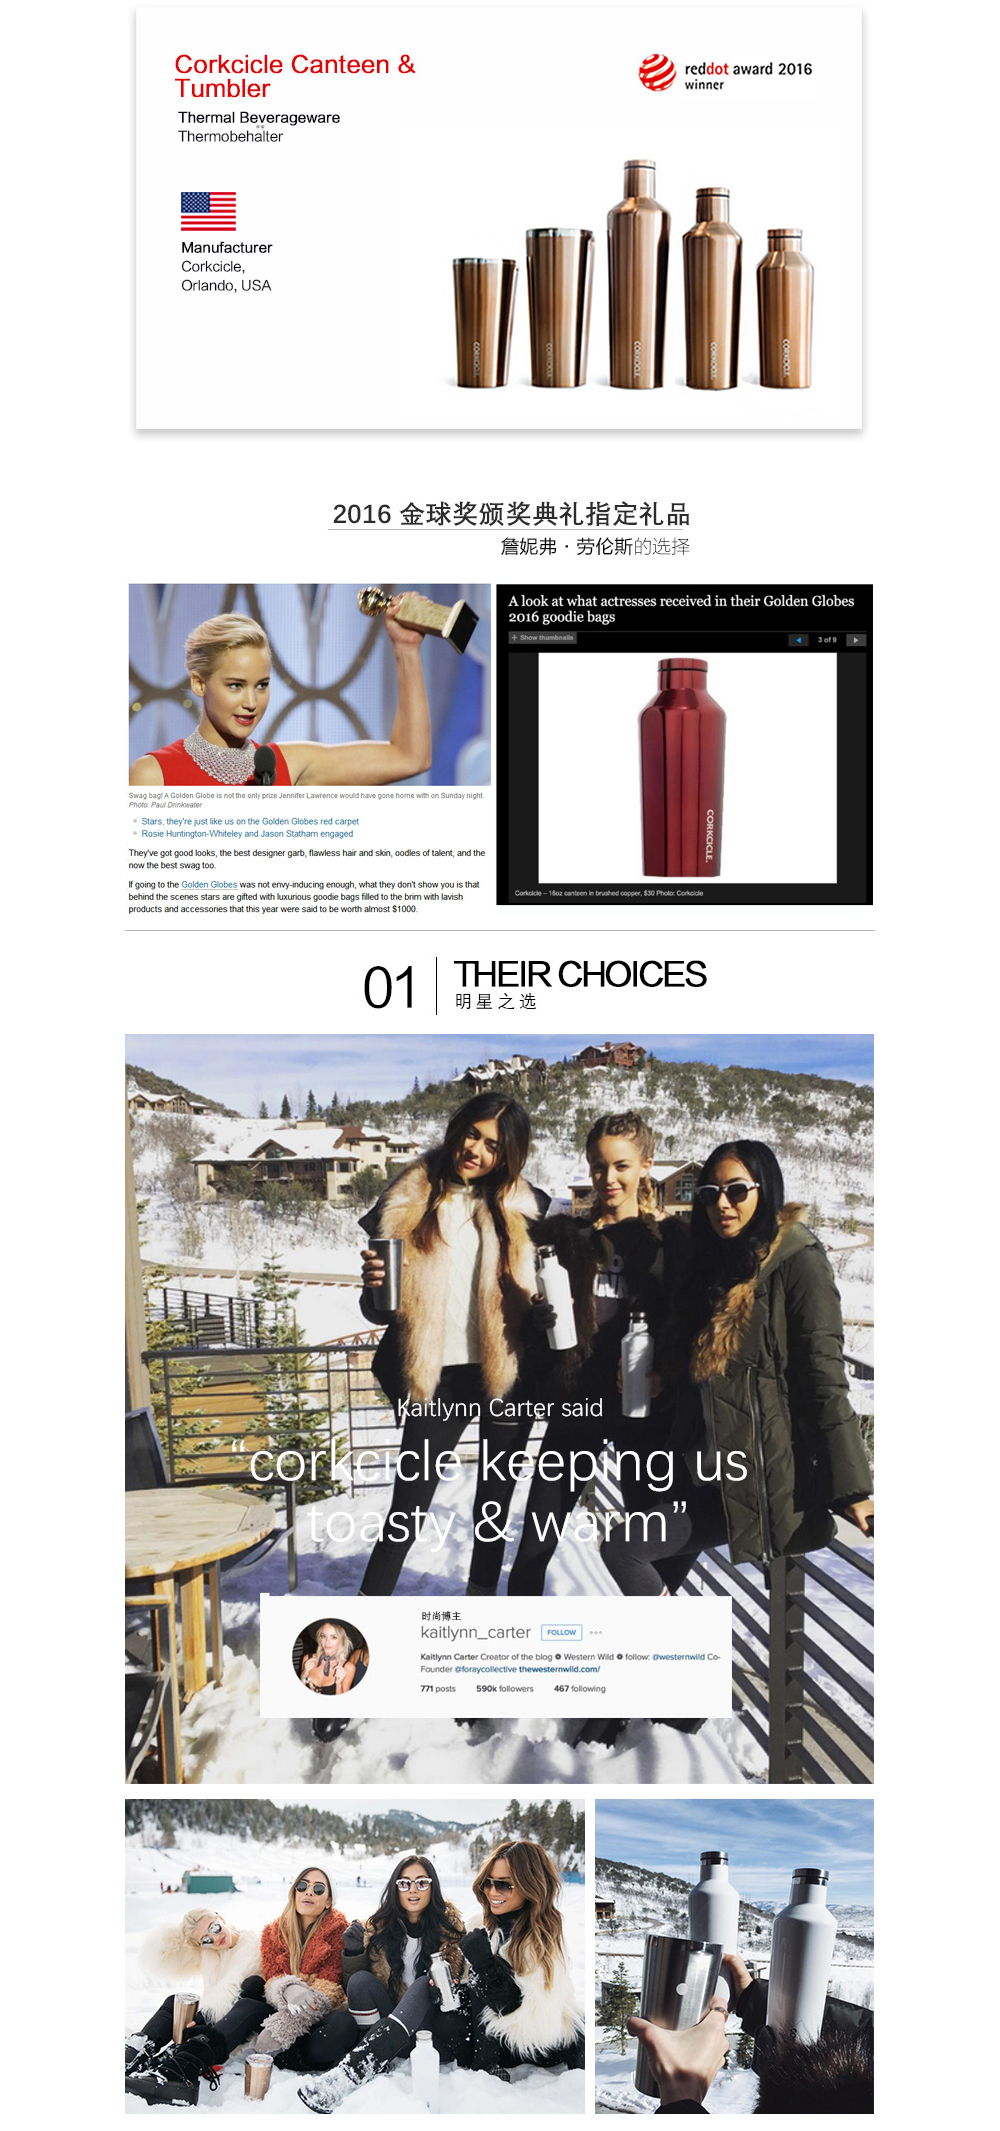 Corkcicle Canteen &
Tumbler
Thermal Beverageware
Thermobehälter
reddot award 2016
winner
Manufacturer
Corkcicle,
Orlando, USA
CORKCICLE.
CORKCICLE.
CORKCICLE.
CORKCICLE.
CORKCICLE.
2016 金球奖颁奖典礼指定礼品
詹妮弗·劳伦斯的选择
Swag bag! A Golden Globe is not the only prize Jennifer Lawrence would have gone home with on Sunday night.
Photo: Paul Drinkwater
Stars, they're just like us on the Golden Globes red carpet
Rosie Huntington-Whiteley and Jason Statham engaged
They've got good looks, the best designer garb, flawless hair and skin, oodles of talent, and the
now the best swag too.
If going to the Golden Globes was not envy-inducing enough, what they don't show you is that
behind the scenes stars are gifted with luxurious goodie bags filled to the brim with lavish
products and accessories that this year were said to be worth almost $1000.
A look at what actresses received in their Golden Globes
2016 goodie bags
+ Show thumbnails
3 of 9
CORKCICLE.
Corkcicle – 16oz canteen in brushed copper, $30 Photo: Corkcicle
01
THEIR CHOICES
明星之选
Kaitlynn Carter said
“corkcicle keeping us
toasty & warm”
时尚博主
kaitlynn_carter FOLLOW
Kaitlynn Carter Creator of the blog Western Wild follow: @westernwild Co-
Founder @foraycollective thewesternwild.com/
771 posts 590k followers 467 following